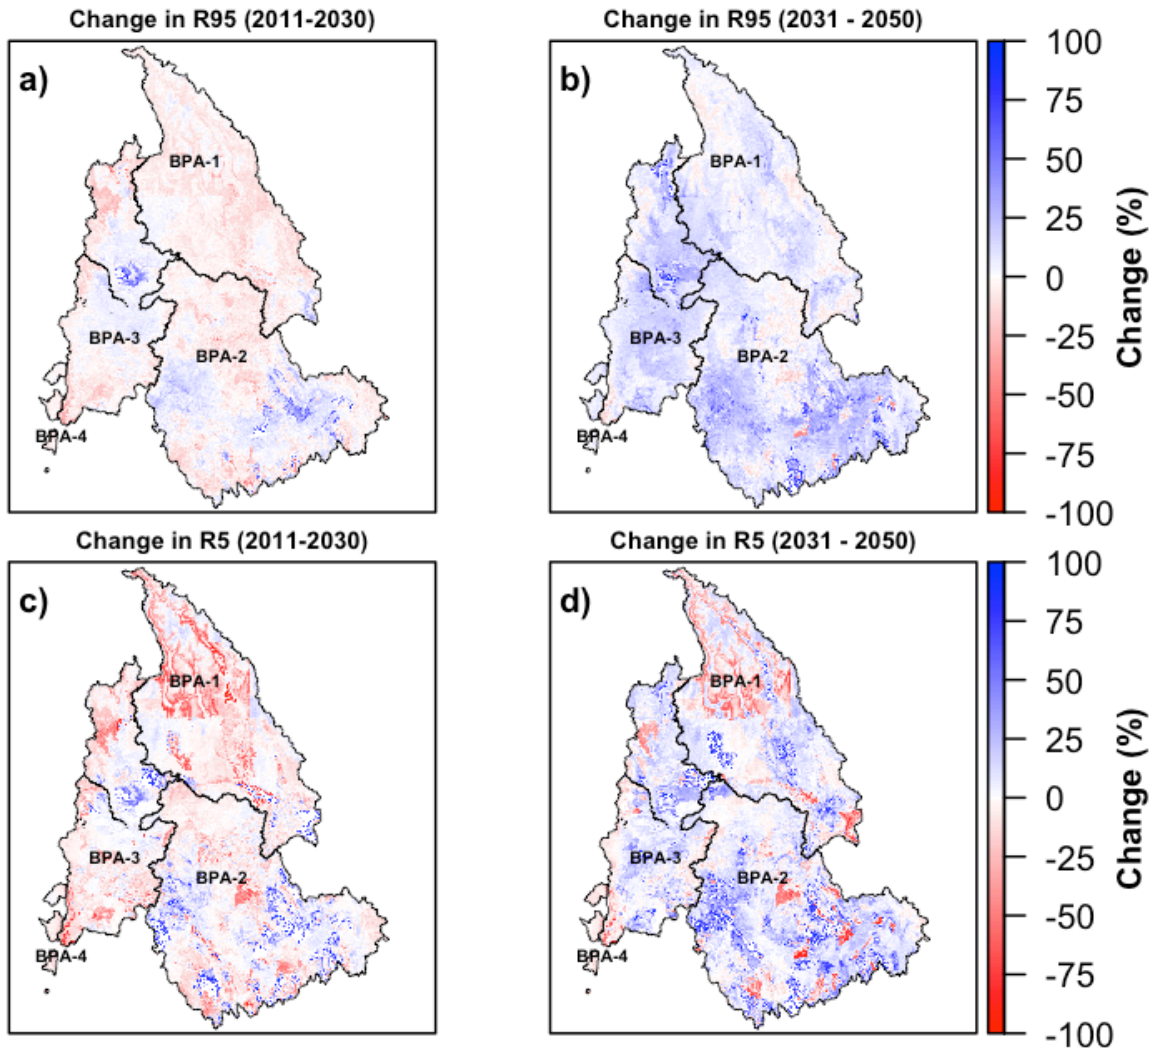 Change in R95 (2011-2030)
Change in R95 (2031 - 2050)
a)
b)
BPA-1
BPA-3
BPA-2
BPA-4
BPA-1
BPA-3
BPA-2
BPA-4
100
75
50
25
0
-25
-50
-75
-100
Change (%)
Change in R5 (2011-2030)
Change in R5 (2031 - 2050)
c)
d)
BPA-1
BPA-3
BPA-2
BPA-4
BPA-1
BPA-3
BPA-2
BPA-4
100
75
50
25
0
-25
-50
-75
-100
Change (%)